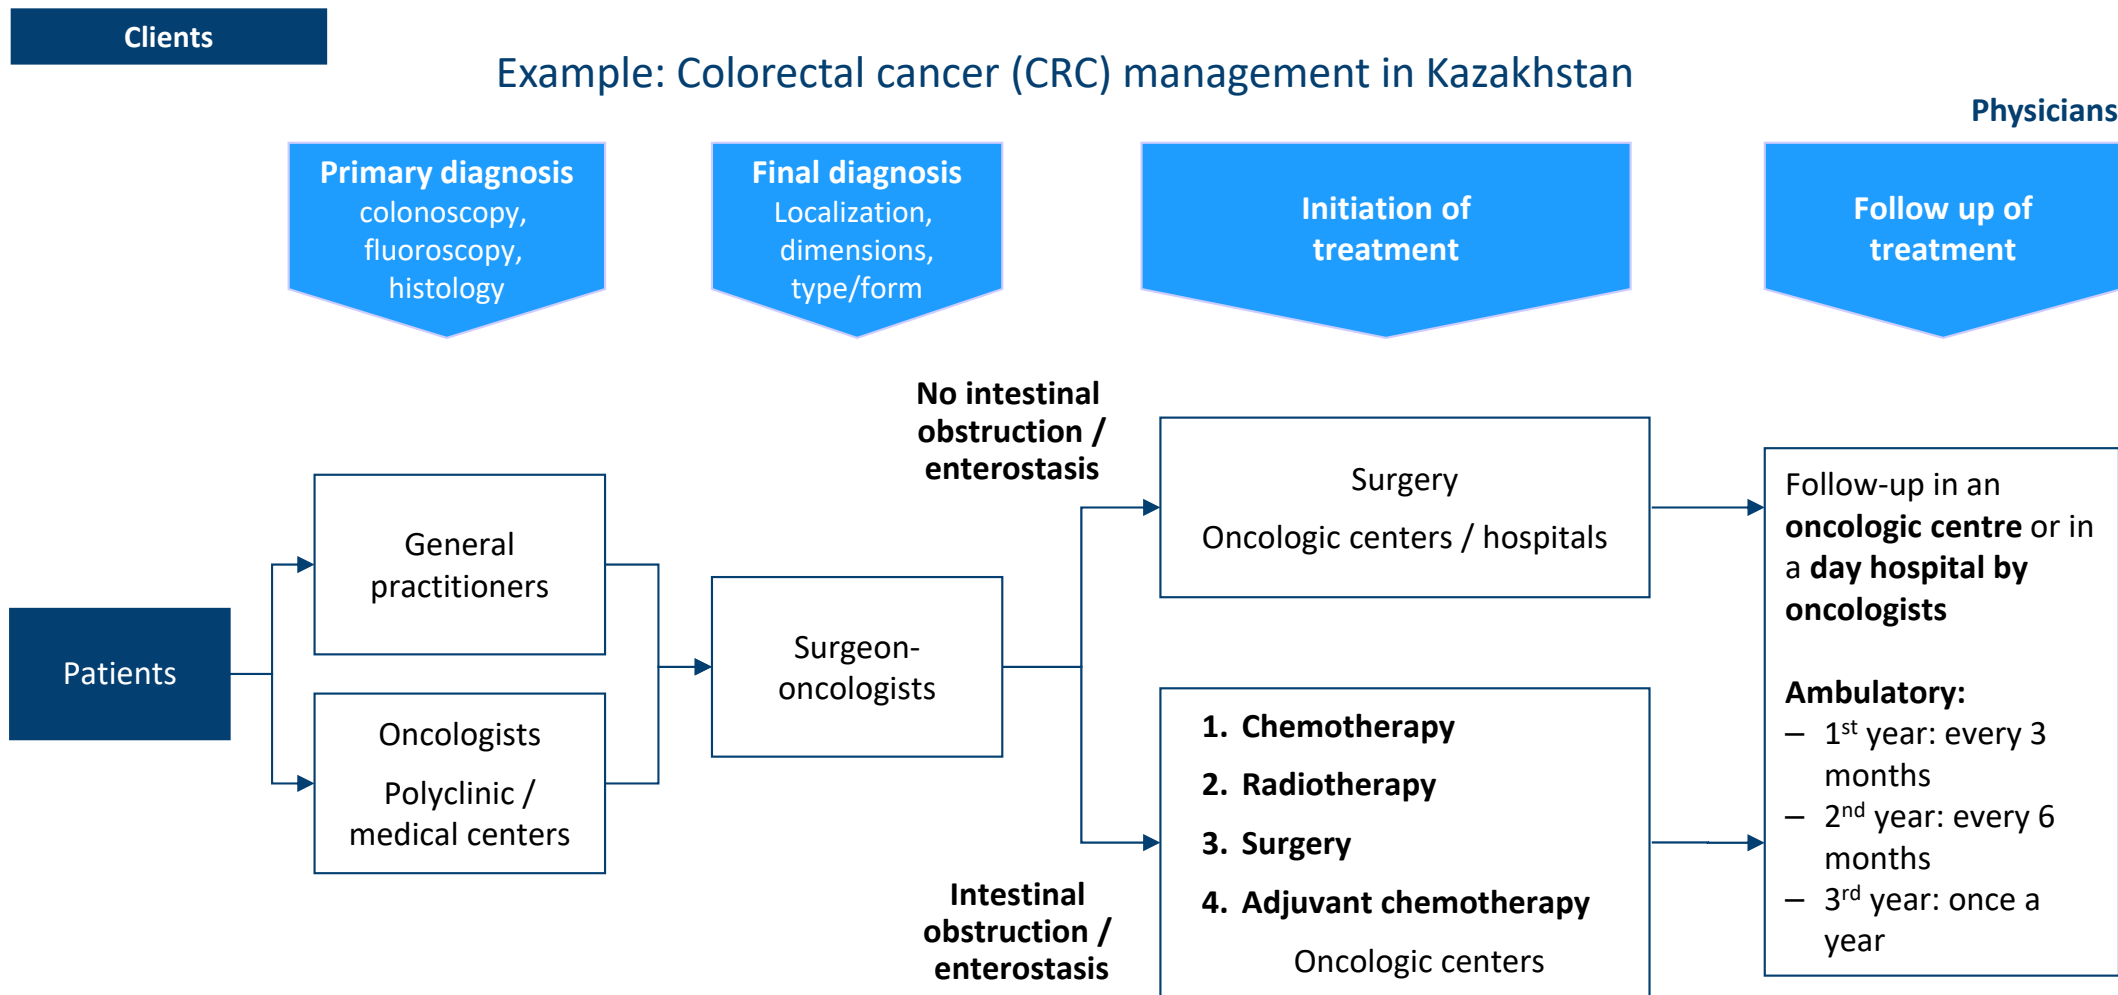 Clients
Example: Colorectal cancer (CRC) management in Kazakhstan
Physicians
Primary diagnosis
colonoscopy,
fluoroscopy,
histology
Final diagnosis
Localization,
dimensions,
type/form
Initiation of
treatment
Follow up of
treatment
Patients
General
practitioners
Oncologists
Polyclinic /
medical centers
Surgeon-
oncologists
No intestinal
obstruction /
enterostasis
Surgery
Oncologic centers / hospitals
Intestinal
obstruction /
enterostasis
1. Chemotherapy
2. Radiotherapy
3. Surgery
4. Adjuvant chemotherapy
Oncologic centers
Follow-up in an
oncologic centre or in
a day hospital by
oncologists
Ambulatory:
– 1st year: every 3
months
– 2nd year: every 6
months
– 3rd year: once a
year